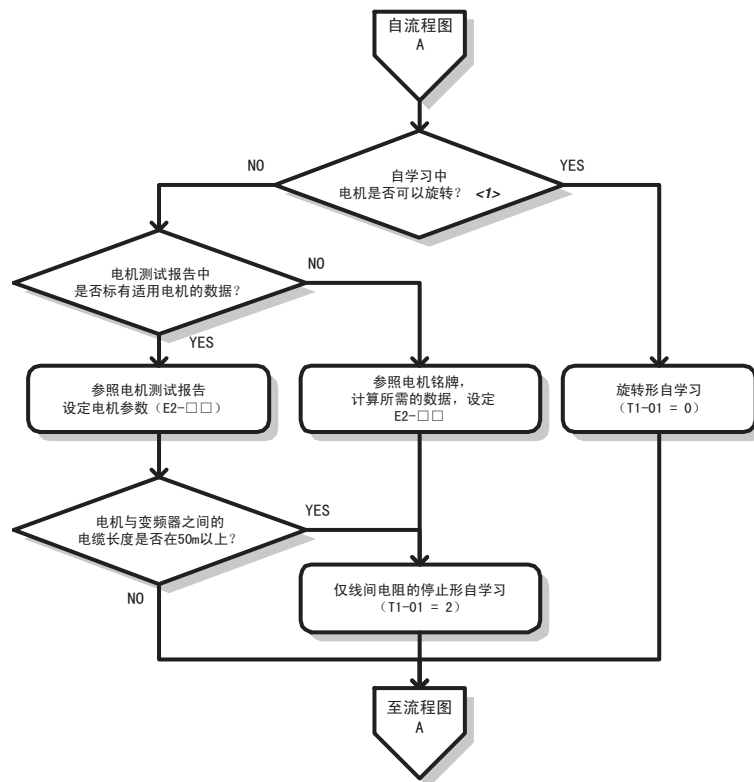 自流程图
A
NO
YES
自学习中
电机是否可以旋转？ <1>
电机测试报告中
是否标有适用电机的数据？
NO
YES
参照电机测试报告
设定电机参数（E2-□□）
参照电机铭牌，
计算所需的数据，设定
E2-□□
旋转形自学习
（T1-01 = 0）
电机与变频器之间的
电缆长度是否在50m以上？
YES
NO
仅线间电阻的停止形自学习
（T1-01 = 2）
至流程图
A